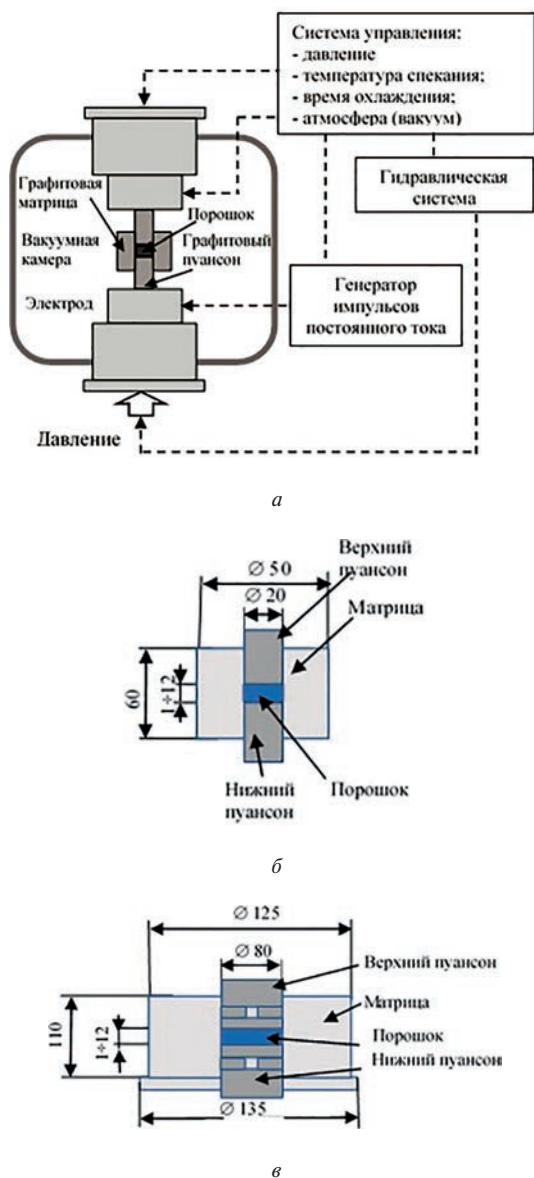 Система управления:
- давление
- температура спекания;
- время охлаждения;
- атмосфера (вакуум)
Гидравлическая
система
Графитовая
матрица
Порошок
Вакуумная
камера
Графитовый
пуансон
Электрод
Генератор
импульсов
постоянного тока
Давление
а
Верхний
пуансон
∅ 50
∅ 20
Матрица
60
1÷12
Нижний
пуансон
Порошок
б
∅ 125
∅ 80
Верхний пуансон
Матрица
110
1÷12
Порошок
Нижний пуансон
∅ 135
в